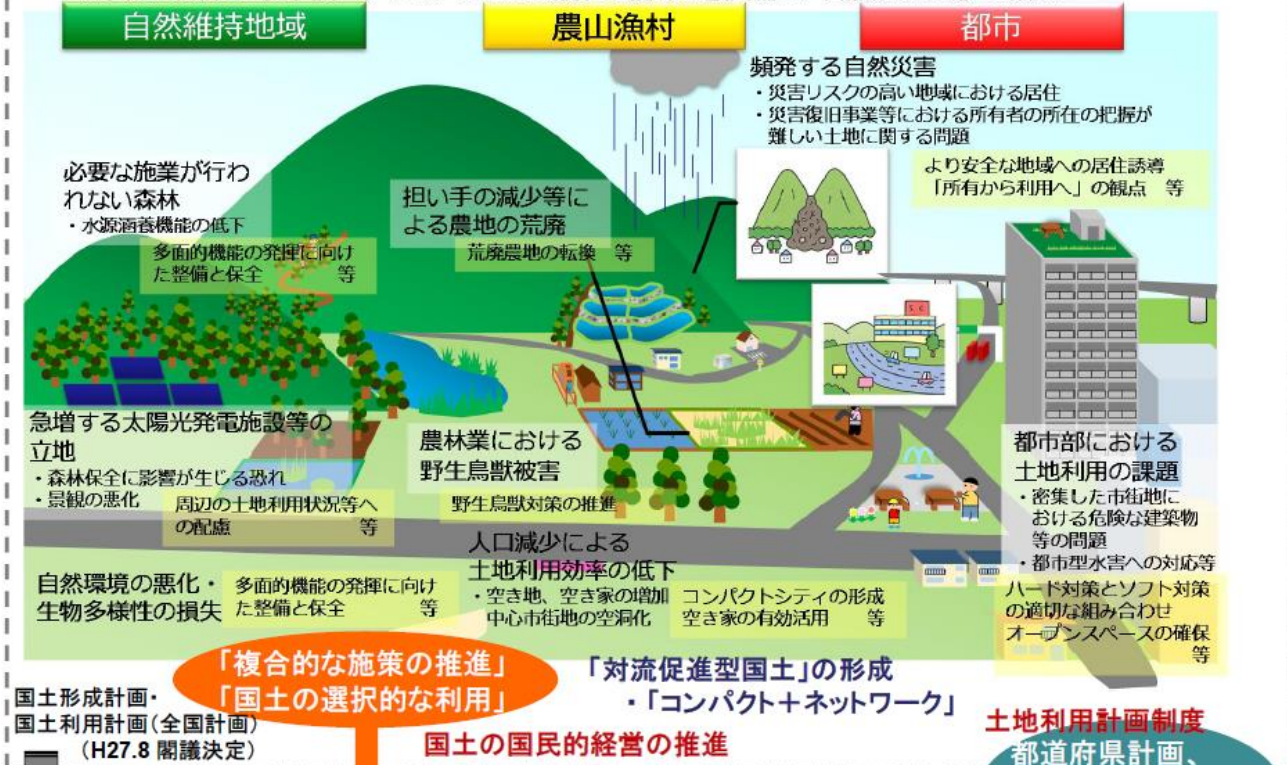 自然維持地域
農山漁村
都市
頻発する自然災害
・災害リスクの高い地域における居住
・災害復旧事業等における所有者の所在の把握が
難しい土地に関する問題
より安全な地域への居住誘導
「所有から利用へ」の観点 等
必要な施業が行わ
れない森林
・水源涵養機能の低下
多面的機能の発揮に向け
た整備と保全 等
担い手の減少等に
よる農地の荒廃
荒廃農地の転換 等
急増する太陽光発電施設等の
立地
・森林保全に影響が生じる恐れ
・景観の悪化
周辺の土地利用状況等へ
の配慮 等
農林業における
野生鳥獣被害
野生鳥獣対策の推進
都市部における
土地利用の課題
・密集した市街地に
おける危険な建築物
等の問題
・都市型水害への対応等
ハード対策とソフト対策
の適切な組み合わせ
オープンスペースの確保
等
自然環境の悪化・
生物多様性の損失
多面的機能の発揮に向け
た整備と保全 等
人口減少による
土地利用効率の低下
・空き地、空き家の増加
中心市街地の空洞化
コンパクトシティの形成
空き家の有効活用 等
「複合的な施策の推進」
「国土の選択的な利用」
「対流促進型国土」の形成
・「コンパクト＋ネットワーク」
国土形成計画・
国土利用計画(全国計画)
(H27.8 閣議決定)
国土の国民的経営の推進
土地利用計画制度
都道府県計画、